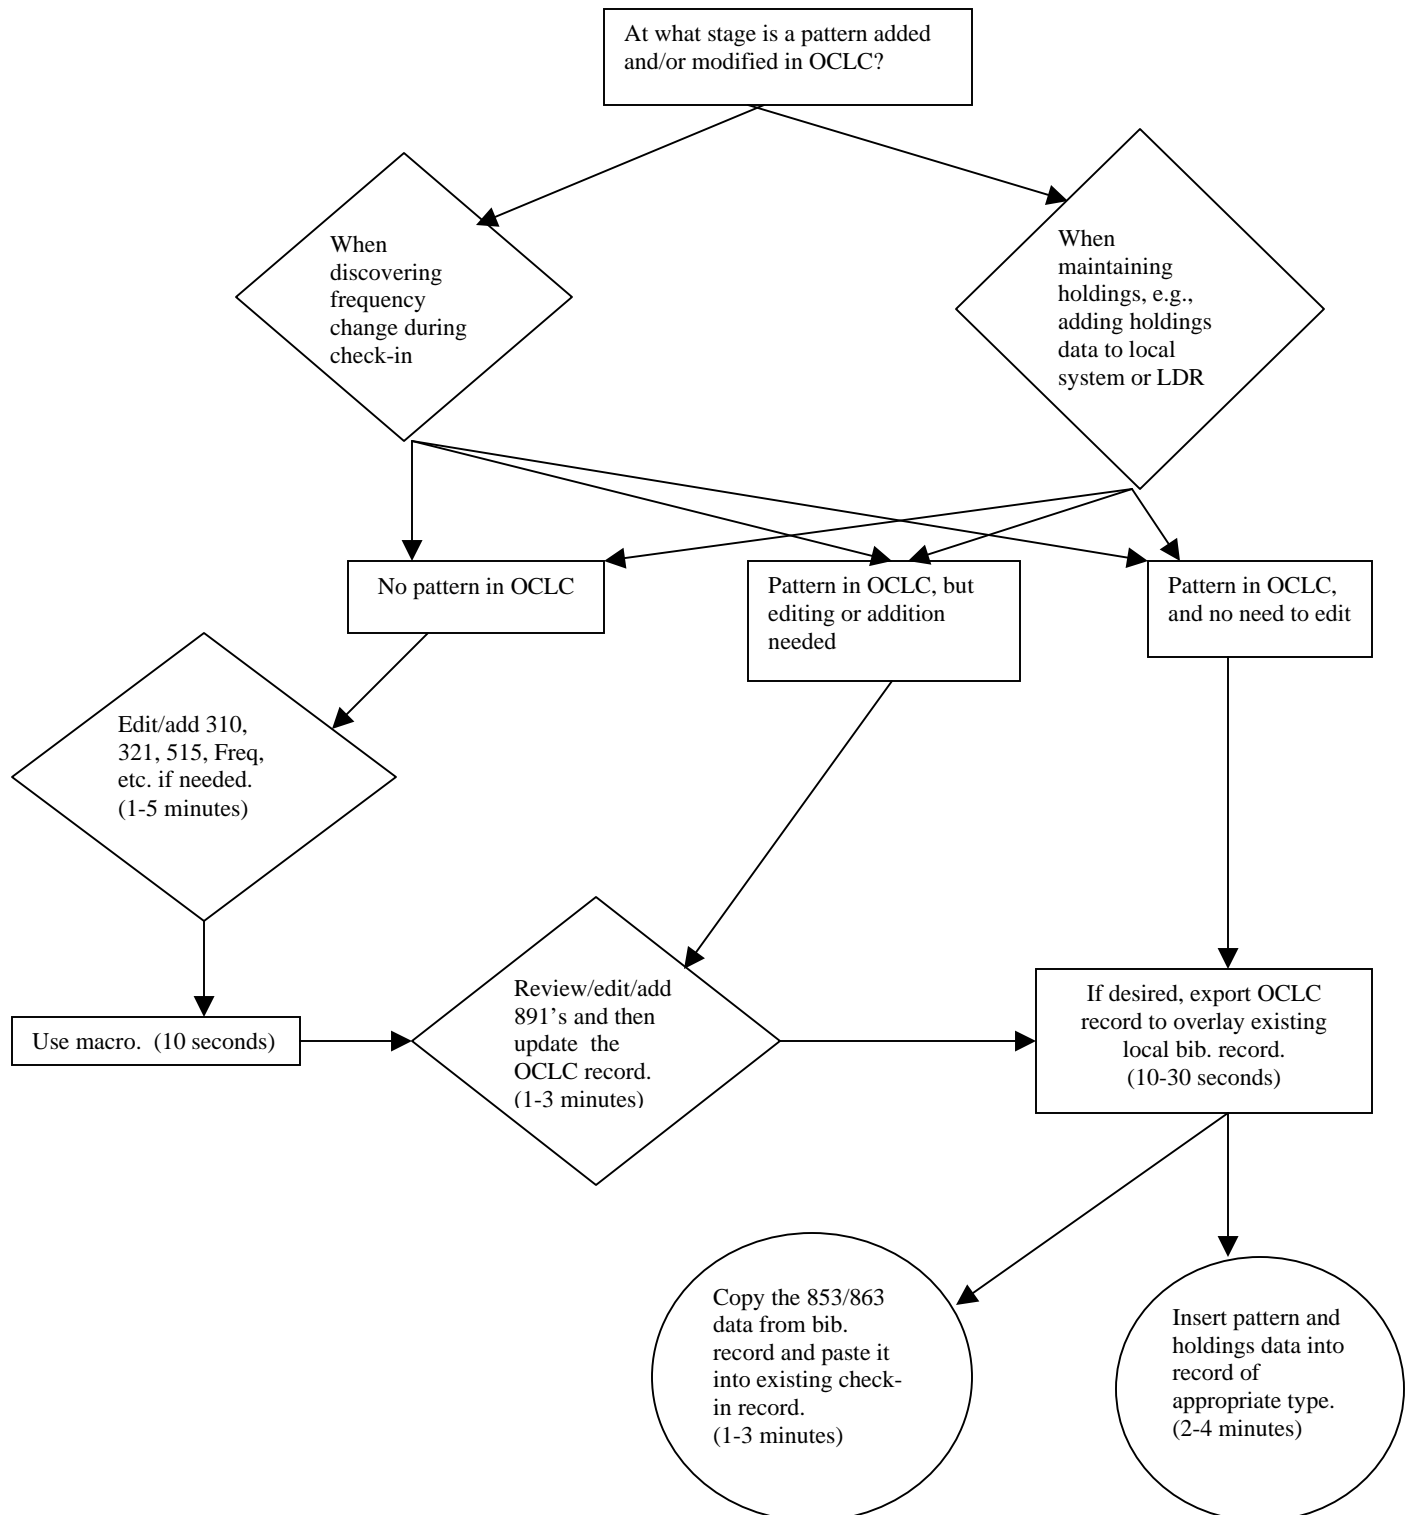 At what stage is a pattern added
and/or modified in OCLC?
When
discovering
frequency
change during
check-in
When
maintaining
holdings, e.g.,
adding holdings
data to local
system or LDR
No pattern in OCLC
Pattern in OCLC, but
editing or addition
needed
Pattern in OCLC,
and no need to edit
Edit/add 310,
321, 515, Freq,
etc. if needed.
(1-5 minutes)
Use macro.  (10 seconds)
Review/edit/add
891’s and then
update  the
OCLC record.
(1-3 minutes)
If desired, export OCLC
record to overlay existing
local bib. record.
(10-30 seconds)
Copy the 853/863
data from bib.
record and paste it
into existing check-
in record.
(1-3 minutes)
Insert pattern and
holdings data into
record of
appropriate type.
(2-4 minutes)